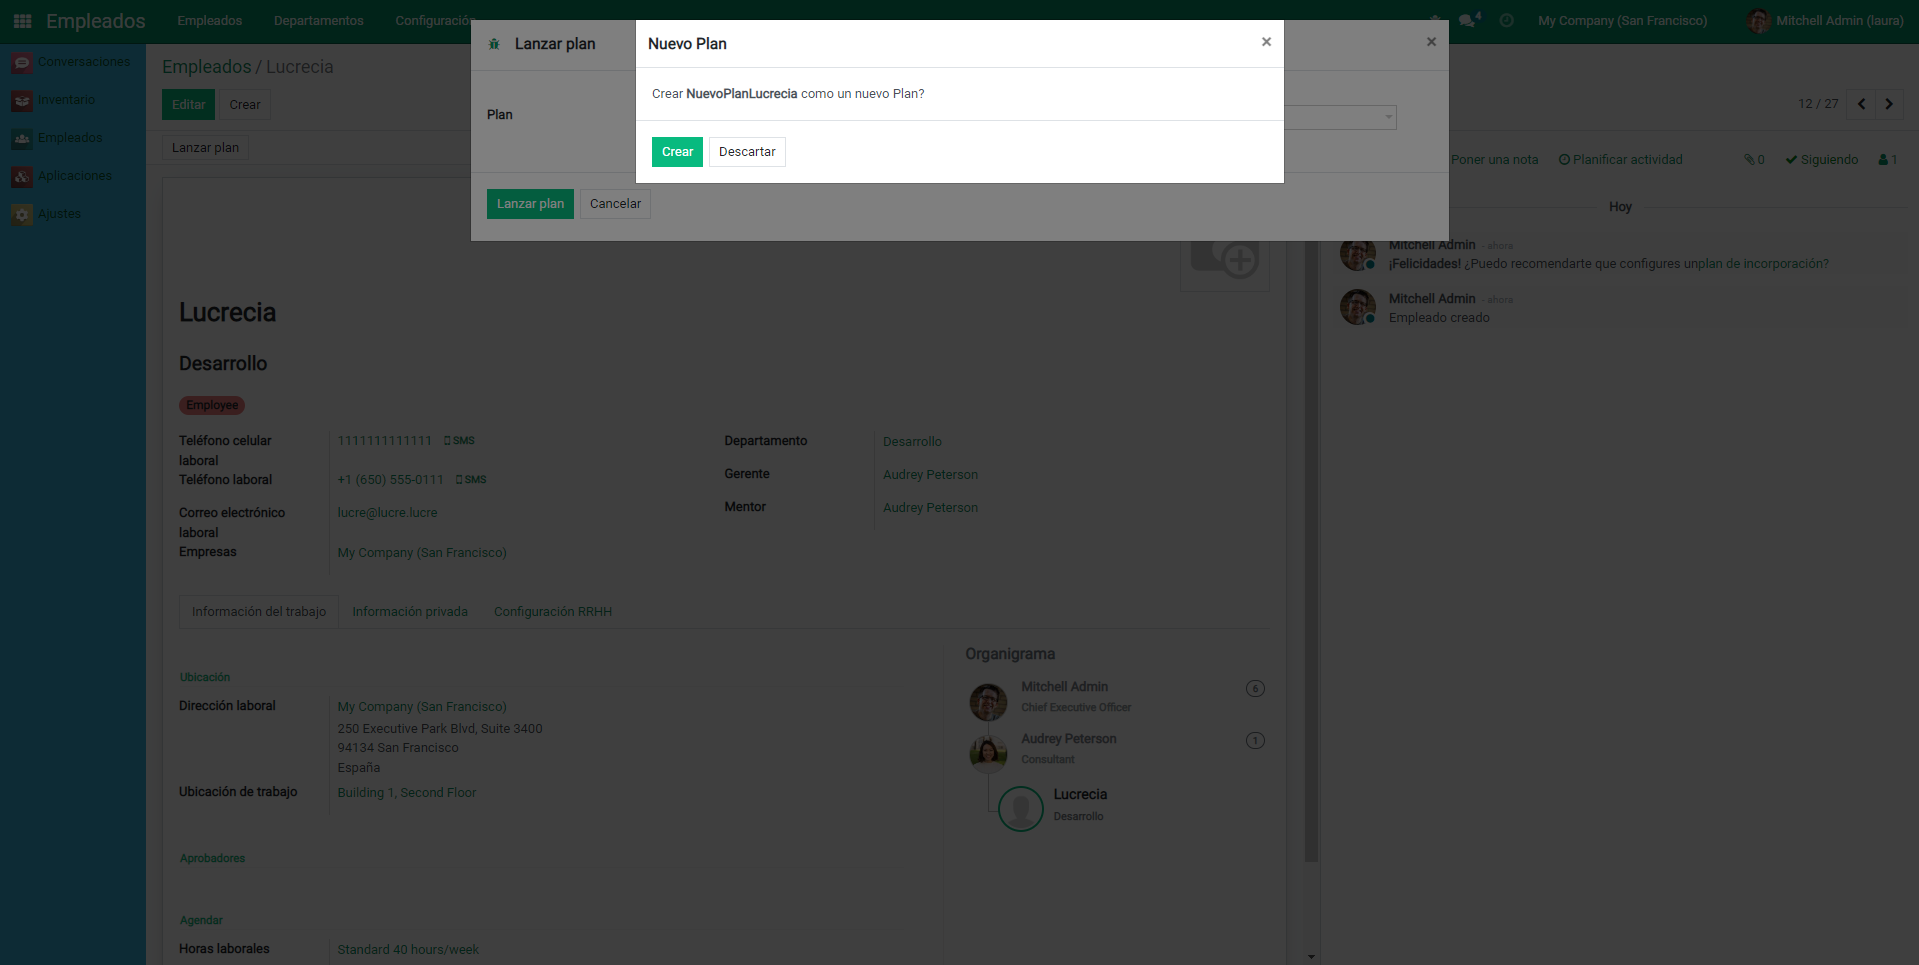 Empleados
Empleados
Departamentos
Configuración
4
My Company (San Francisco)
Mitchell Admin (laura)
Conversaciones
Inventario
Empleados
Aplicaciones
Ajustes
Empleados / Lucrecia
Editar
Crear
12 / 27
Lanzar plan
Lanzar plan
×
Plan
Lanzar plan
Cancelar
Nuevo Plan
×
Crear NuevoPlanLucrecia como un nuevo Plan?
Crear
Descartar
Poner una nota
Planificar actividad
0
Siguiendo
1
Hoy
Mitchell Admin - ahora
¡Felicidades! ¿Puedo recomendarte que configures unplan de incorporación?
Mitchell Admin - ahora
Empleado creado
Lucrecia
Desarrollo
Employee
Teléfono celular laboral
1111111111111
SMS
Teléfono laboral
+1 (650) 555-0111
SMS
Correo electrónico laboral
lucre@lucre.lucre
Empresas
My Company (San Francisco)
Departamento
Desarrollo
Gerente
Audrey Peterson
Mentor
Audrey Peterson
Información del trabajo
Información privada
Configuración RRHH
Ubicación
Dirección laboral
My Company (San Francisco)
250 Executive Park Blvd, Suite 3400
94134 San Francisco
España
Ubicación de trabajo
Building 1, Second Floor
Aprobadores
Agendar
Horas laborales
Standard 40 hours/week
Organigrama
Mitchell Admin
6
Chief Executive Officer
Audrey Peterson
1
Consultant
Lucrecia
Desarrollo